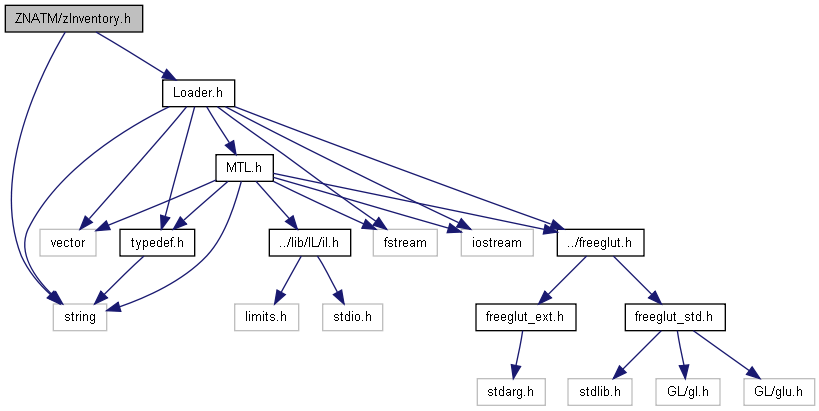 ZNATM/zInventory.h
Loader.h
MTL.h
vector
typedef.h
../lib/IL/il.h
fstream
iostream
../freeglut.h
string
limits.h
stdio.h
freeglut_ext.h
freeglut_std.h
stdarg.h
stdlib.h
GL/gl.h
GL/glu.h